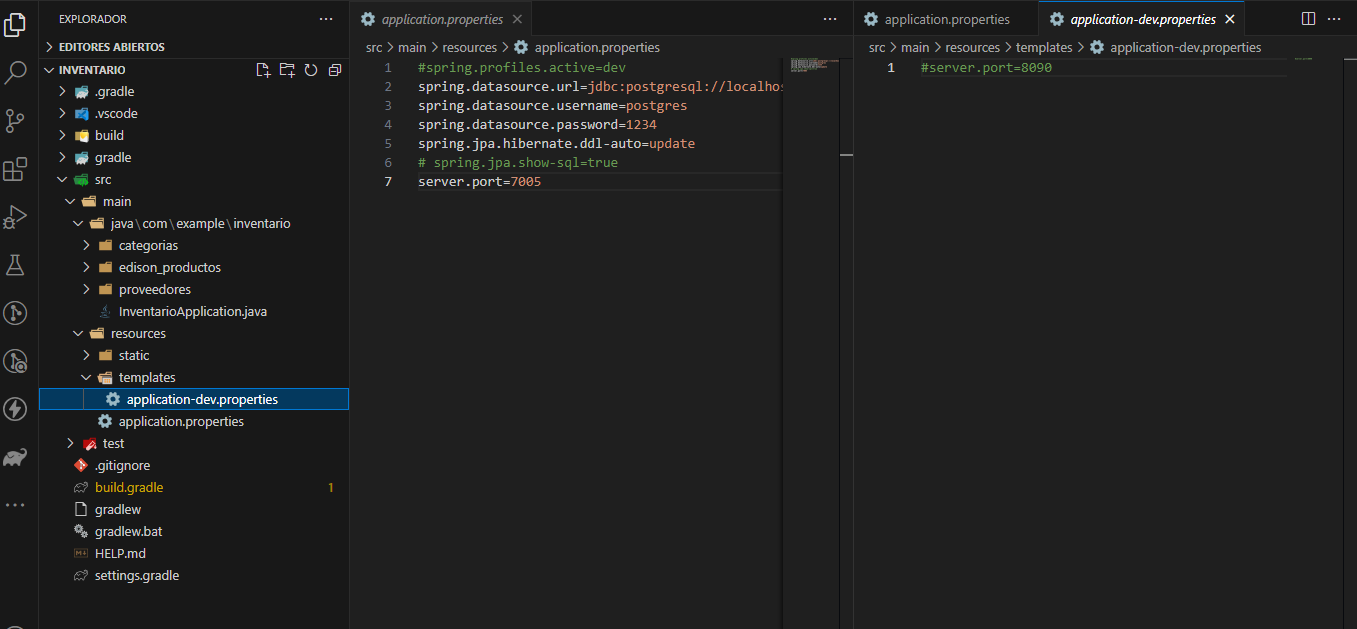 EXPLORADOR
EDITORES ABIERTOS
INVENTARIO
.gradle
.vscode
build
gradle
src
main
java\com\example\inventario
categorias
edison_productos
proveedores
InventarioApplication.java
resources
static
templates
application-dev.properties
application.properties
test
.gitignore
build.gradle 1
gradlew
gradlew.bat
HELP.md
settings.gradle
application.properties
src > main > resources > application.properties
1 #spring.profiles.active=dev
2 spring.datasource.url=jdbc:postgresql://localhos
3 spring.datasource.username=postgres
4 spring.datasource.password=1234
5 spring.jpa.hibernate.ddl-auto=update
6 # spring.jpa.show-sql=true
7 server.port=7005
application.properties
application-dev.properties
src > main > resources > templates > application-dev.properties
1 #server.port=8090